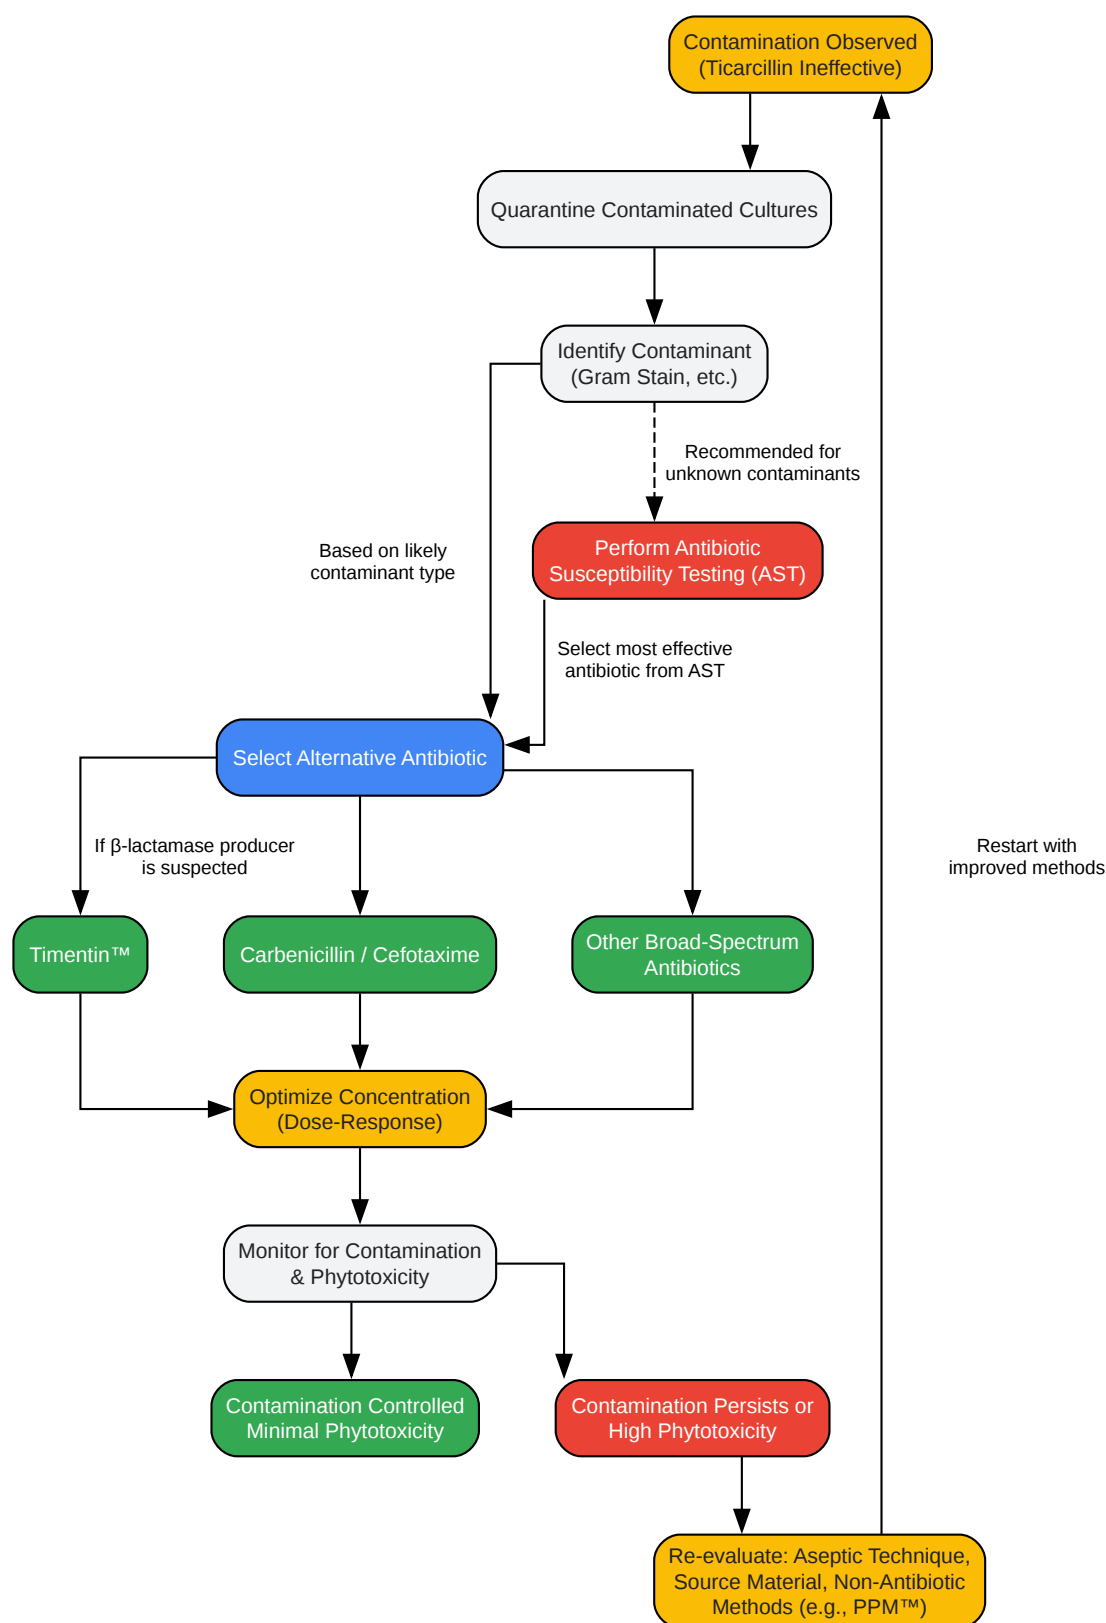 Contamination Observed
(Ticarcillin Ineffective)
Quarantine Contaminated Cultures
Identify Contaminant
(Gram Stain, etc.)
Recommended for
unknown contaminants
Based on likely
contaminant type
Perform Antibiotic
Susceptibility Testing (AST)
Select most effective
antibiotic from AST
Select Alternative Antibiotic
If β-lactamase producer
is suspected
Restart with
improved methods
Timentin™
Carbenicillin / Cefotaxime
Other Broad-Spectrum
Antibiotics
Optimize Concentration
(Dose-Response)
Monitor for Contamination
& Phytotoxicity
Contamination Controlled
Minimal Phytotoxicity
Contamination Persists or
High Phytotoxicity
Re-evaluate: Aseptic Technique,
Source Material, Non-Antibiotic
Methods (e.g., PPM™)